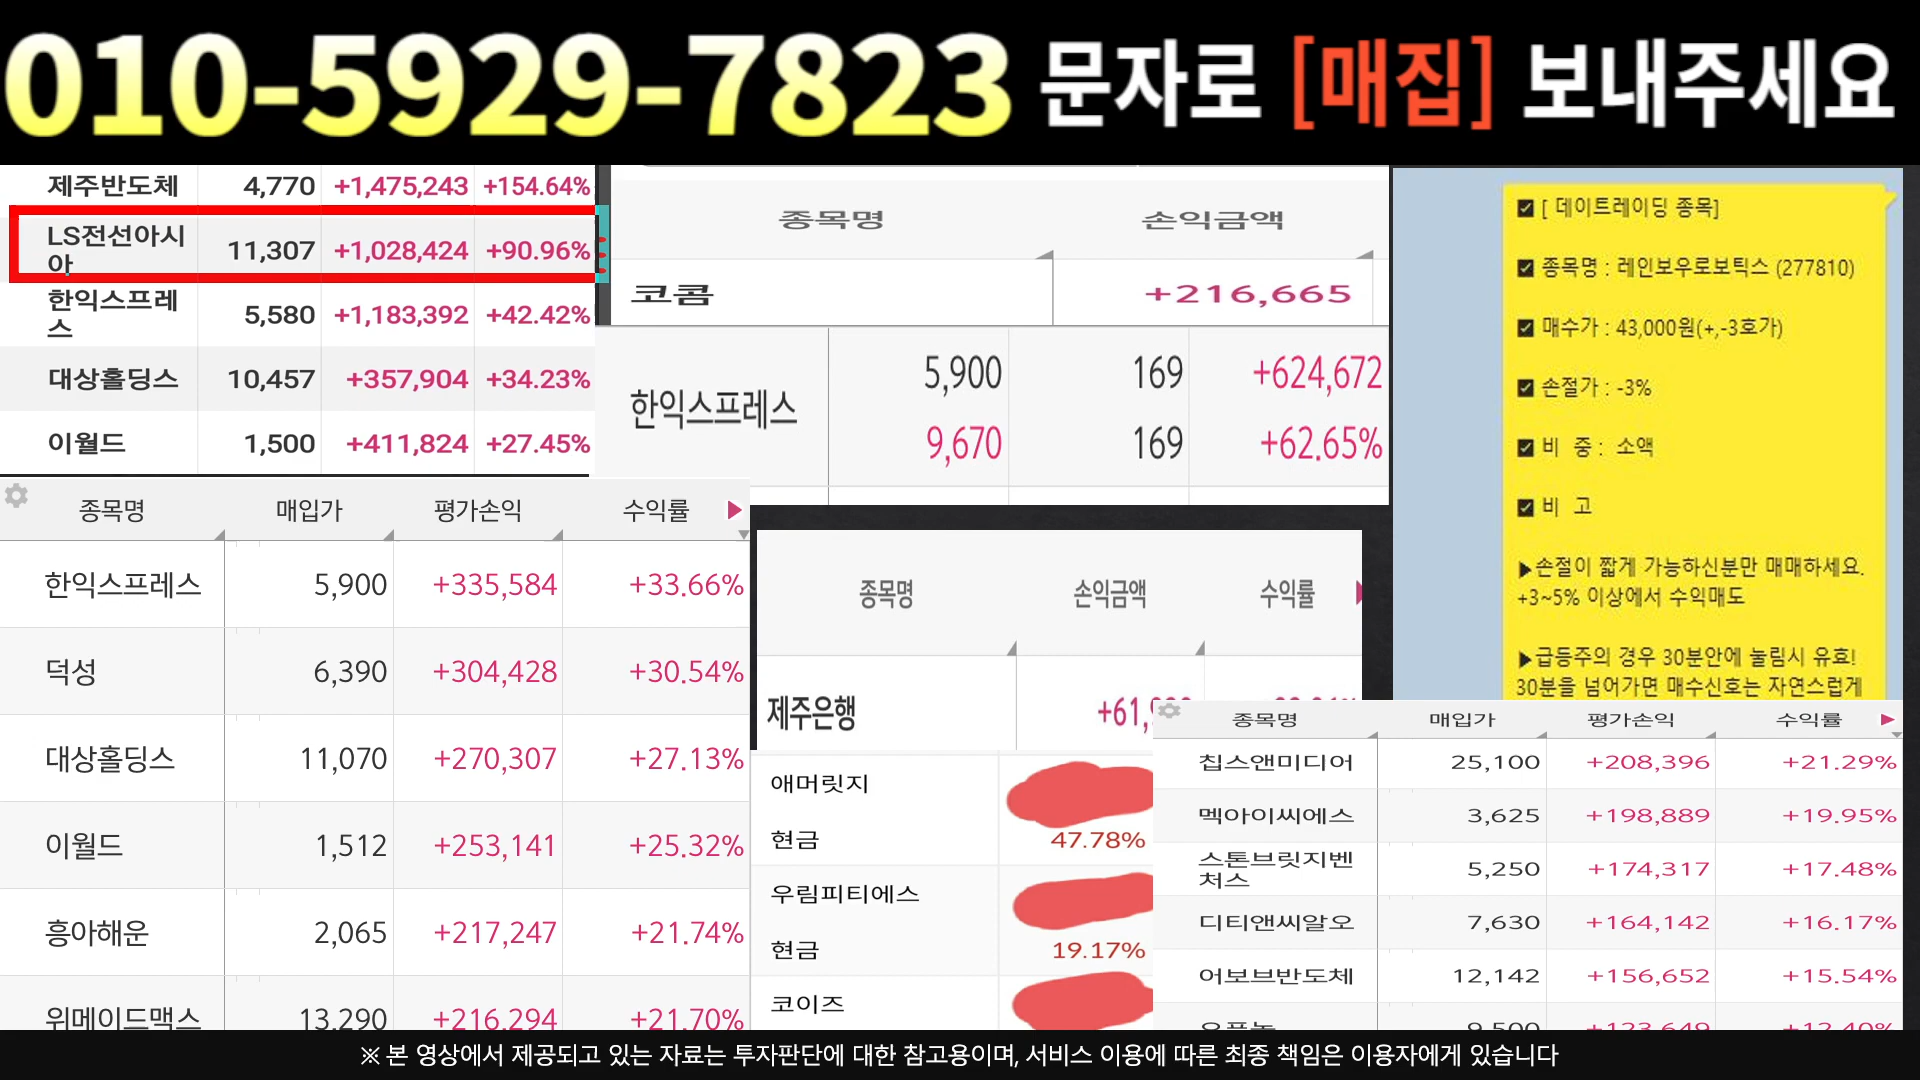 010-5929-7823 문자로 [매집] 보내주세요
제주반도체 4,770 +1,475,243 +154.64%
LS전선아시
아 11,307 +1,028,424 +90.96%
한익스프레
스 5,580 +1,183,392 +42.42%
대상홀딩스 10,457 +357,904 +34.23%
이월드 1,500 +411,824 +27.45%
종목명 손익금액
코콤 +216,665
한익스프레스 5,900 169 +624,672
9,670 169 +62.65%
☑ [ 데이트레이딩 종목]
☑ 종목명 : 레인보우로보틱스 (277810)
☑ 매수가 : 43,000원(+,-3호가)
☑ 손절가 : -3%
☑ 비 중 : 소액
☑ 비 고
▶손절이 짧게 가능하신분만 매매하세요.
+3~5% 이상에서 수익매도
▶급등주의 경우 30분안에 눌림시 유효!
30분을 넘어가면 매수신호는 자연스럽게
종목명 매입가 평가손익 수익률
한익스프레스 5,900 +335,584 +33.66%
덕성 6,390 +304,428 +30.54%
대상홀딩스 11,070 +270,307 +27.13%
이월드 1,512 +253,141 +25.32%
흥아해운 2,065 +217,247 +21.74%
위메이드맥스 13,290 +216,294 +21.70%
종목명 손익금액 수익률
제주은행 +61,
애머릿지
현금 47.78%
우림피티에스
현금 19.17%
코이즈
종목명 매입가 평가손익 수익률
칩스앤미디어 25,100 +208,396 +21.29%
멕아이씨에스 3,625 +198,889 +19.95%
스톤브릿지벤
처스 5,250 +174,317 +17.48%
디티앤씨알오 7,630 +164,142 +16.17%
어보브반도체 12,142 +156,652 +15.54%
9,500 +123,649 +12.40%
※ 본 영상에서 제공되고 있는 자료는 투자판단에 대한 참고용이며, 서비스 이용에 따른 최종 책임은 이용자에게 있습니다